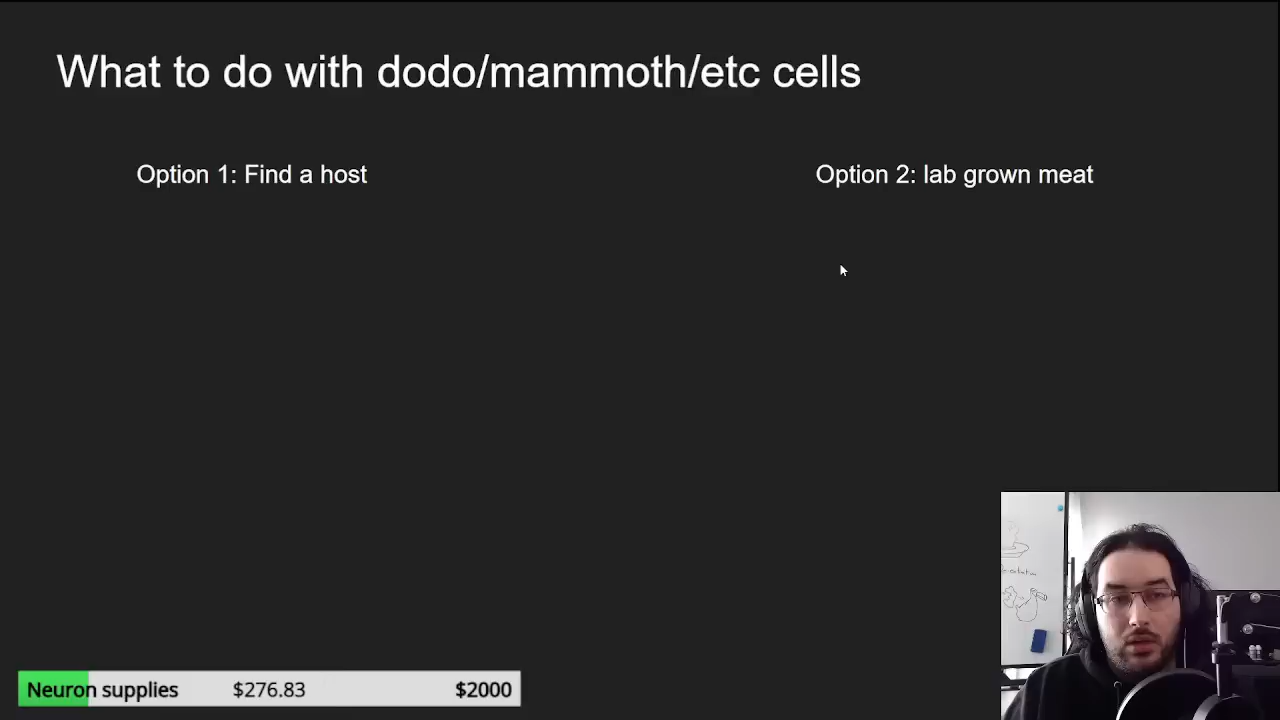 What to do with dodo/mammoth/etc cells
Option 1: Find a host
Option 2: lab grown meat
Neuron supplies $276.83 $2000